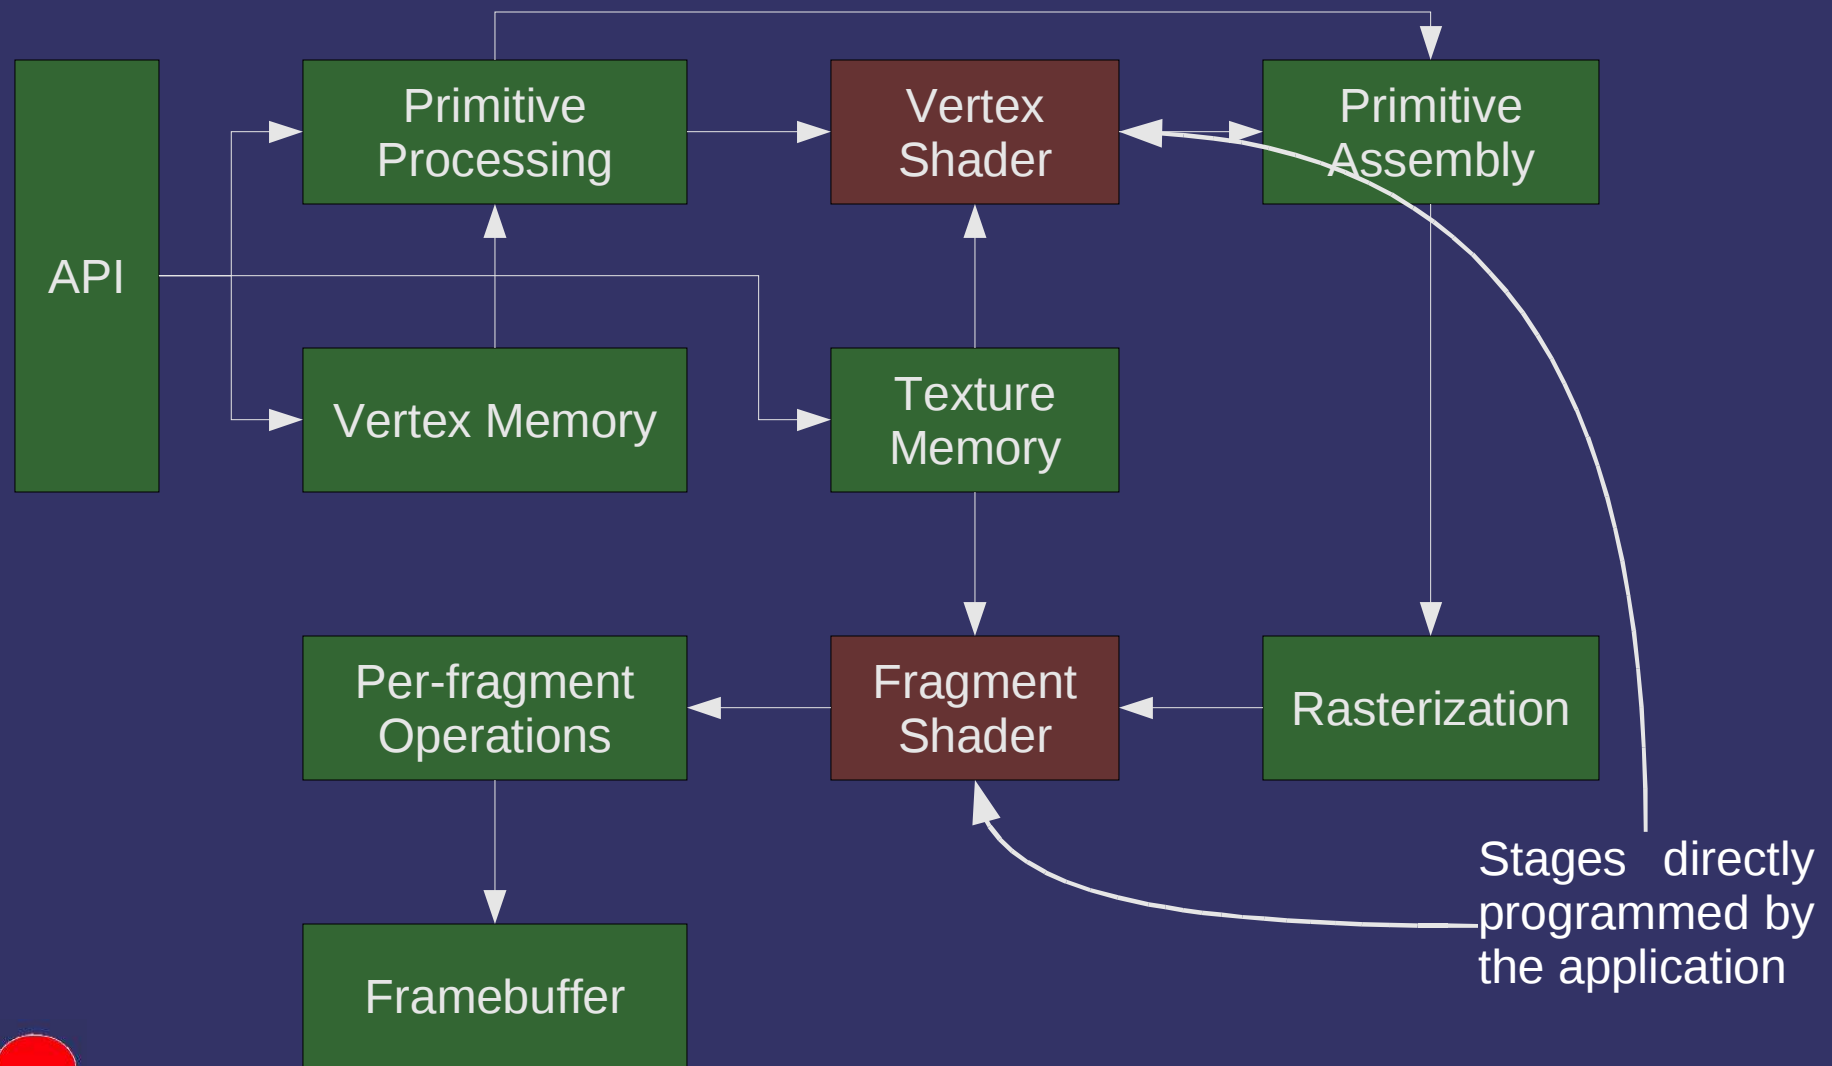 Primitive
Processing
Vertex
Shader
Primitive
Assembly
API
Vertex Memory
Texture
Memory
Per-fragment
Operations
Fragment
Shader
Rasterization
Stages directly
programmed by
the application
Framebuffer